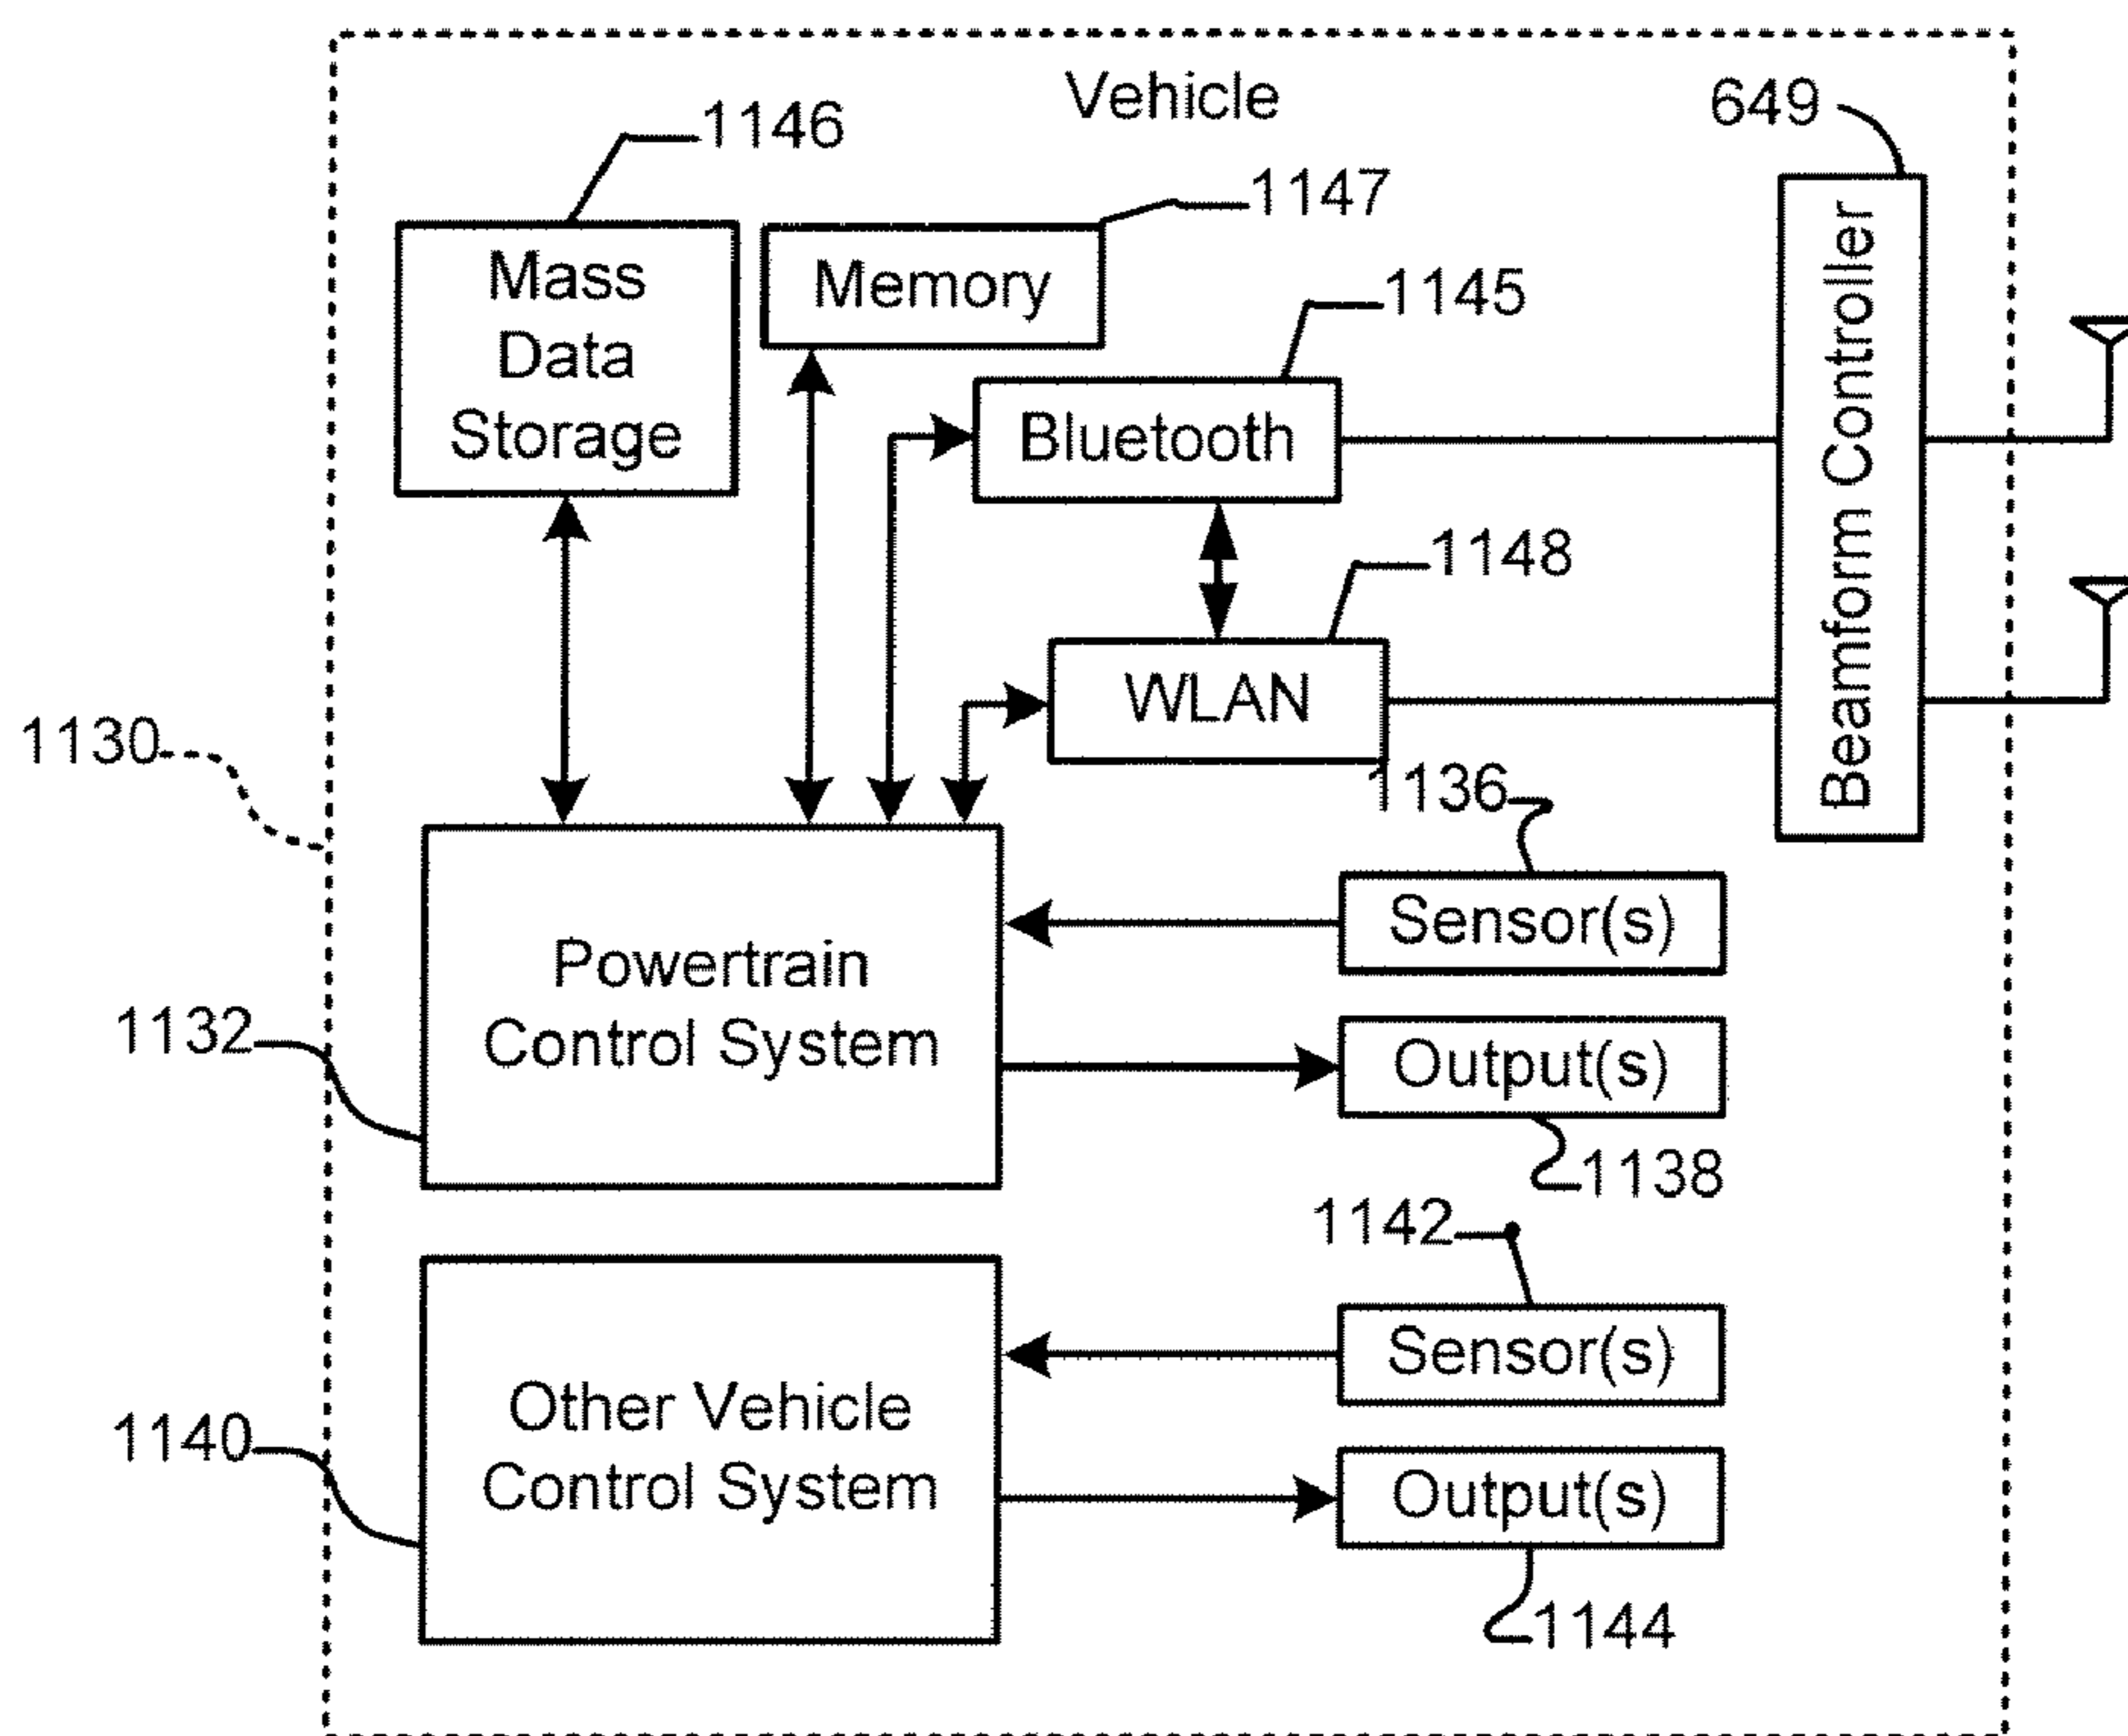 Vehicle
649
1146
1147
Mass
Data
Storage
Memory
1145
Bluetooth
Beamform Controller
1148
WLAN
1130
1136
Sensor(s)
Powertrain
Control System
1132
Output(s)
1138
1142
Sensor(s)
Other Vehicle
Control System
1140
Output(s)
1144